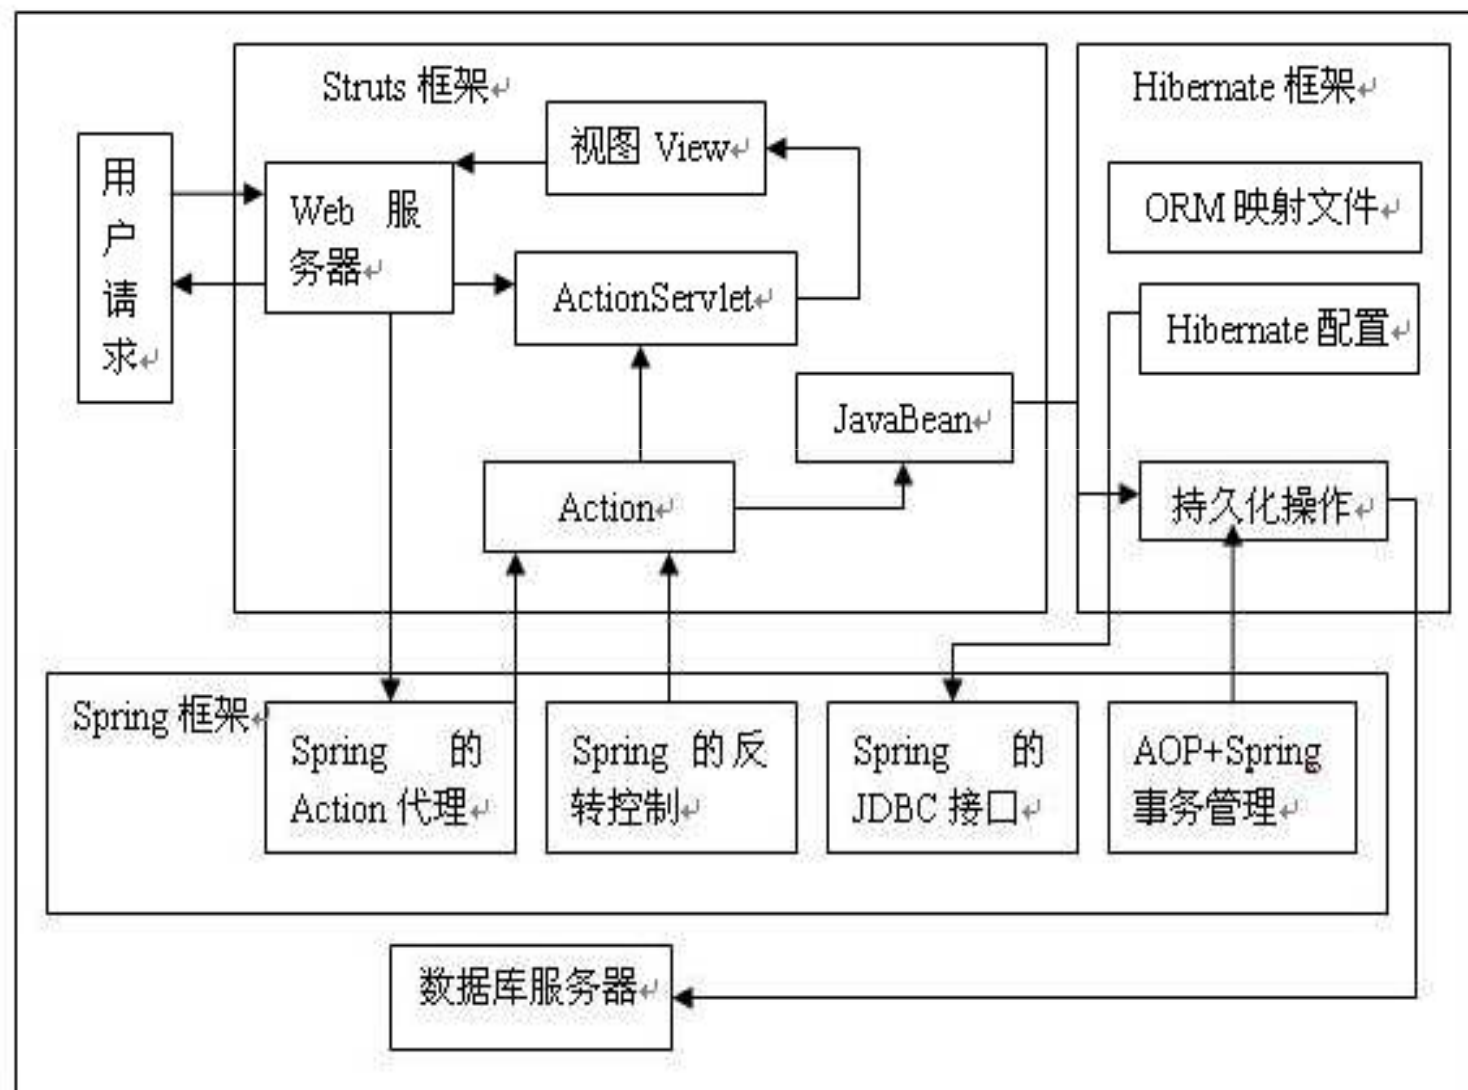 Struts 框架
Hibernate 框架
用
户
请
求
Web 服
务器
视图 View
ORM 映射文件
ActionServlet
Hibernate 配置
JavaBean
Action
持久化操作
Spring 框架
Spring 的
Action 代理
Spring 的反
转控制
Spring 的
JDBC 接口
AOP+Spring
事务管理
数据库服务器